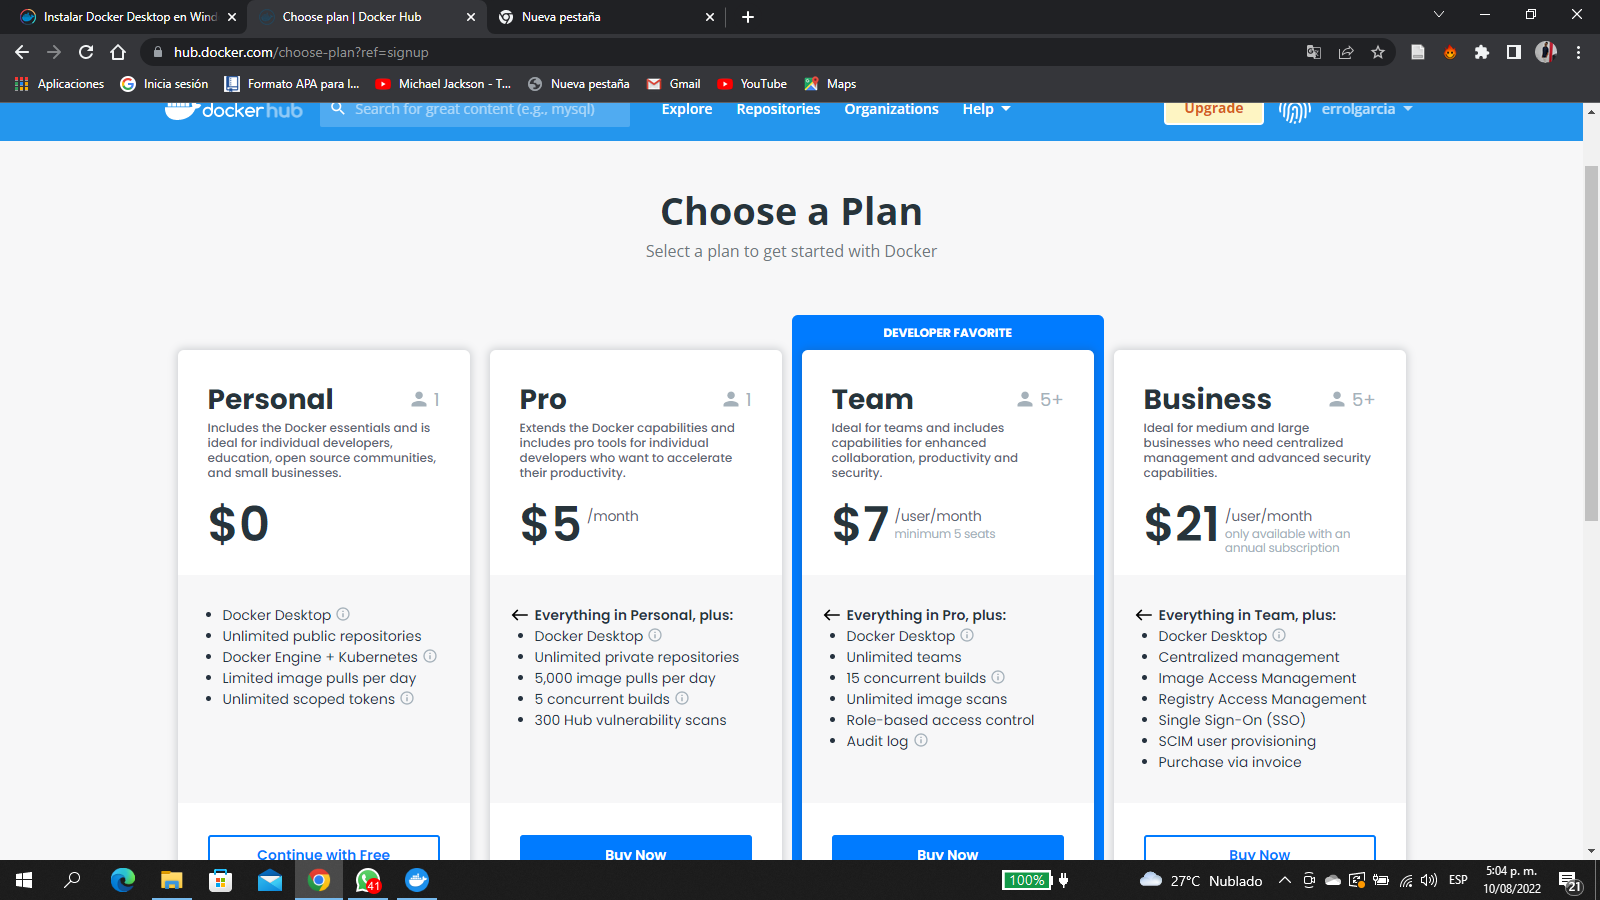 Instalar Docker Desktop en Wind
Choose plan | Docker Hub
Nueva pestaña
hub.docker.com/choose-plan?ref=signup
Aplicaciones
Inicia sesión
Formato APA para l...
Michael Jackson - T...
Nueva pestaña
Gmail
YouTube
Maps
dockerhub
Search for great content (e.g., mysql)
Explore
Repositories
Organizations
Help
Upgrade
errolgarcia
Choose a Plan
Select a plan to get started with Docker
Personal
1
Includes the Docker essentials and is
ideal for individual developers,
education, open source communities,
and small businesses.
$0
• Docker Desktop
• Unlimited public repositories
• Docker Engine + Kubernetes
• Limited image pulls per day
• Unlimited scoped tokens
Continue with Free
Pro
1
Extends the Docker capabilities and
includes pro tools for individual
developers who want to accelerate
their productivity.
$5 /month
← Everything in Personal, plus:
• Docker Desktop
• Unlimited private repositories
• 5,000 image pulls per day
• 5 concurrent builds
• 300 Hub vulnerability scans
Buy Now
DEVELOPER FAVORITE
Team
5+
Ideal for teams and includes
capabilities for enhanced
collaboration, productivity and
security.
$7 /user/month
minimum 5 seats
← Everything in Pro, plus:
• Docker Desktop
• Unlimited teams
• 15 concurrent builds
• Unlimited image scans
• Role-based access control
• Audit log
Buy Now
Business
5+
Ideal for medium and large
businesses who need centralized
management and advanced security
capabilities.
$21 /user/month
only available with an
annual subscription
← Everything in Team, plus:
• Docker Desktop
• Centralized management
• Image Access Management
• Registry Access Management
• Single Sign-On (SSO)
• SCIM user provisioning
• Purchase via invoice
Buy Now
41
100%
27°C Nublado
ESP
5:04 p. m.
10/08/2022
21